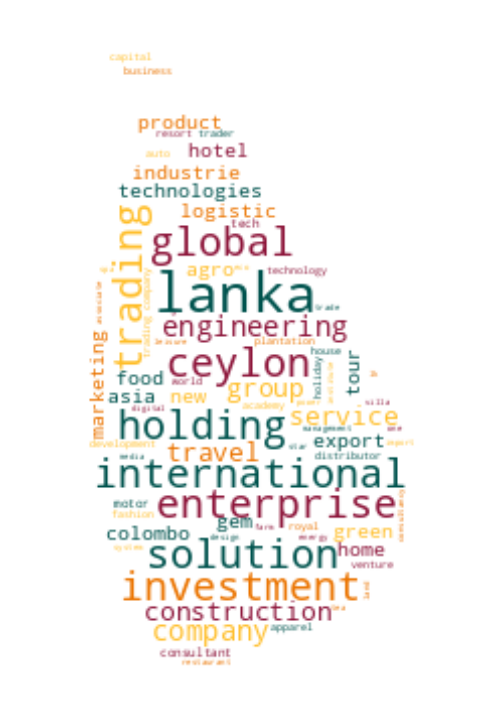 capital
business
product
resort trader
auto hotel
industrie
technologies
logistic
tech
trading
global
agro technology
lanka
trade
associate
trading company
engineering
leisure plantation
marketing
ceylon
house
tour
holiday
food world
group
asia new
villa
digital academy
holding service
management
development star export
travel
media distributor
international
motor enterprise
fashion
gem farm royal
colombo design green
energy
system solution home
venture
investment
land
construction
tea
company apparel
consultant
restaurant